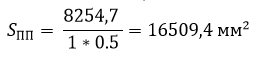 S_ПП = 8254,7 / 1 * 0.5 = 16509,4 мм²